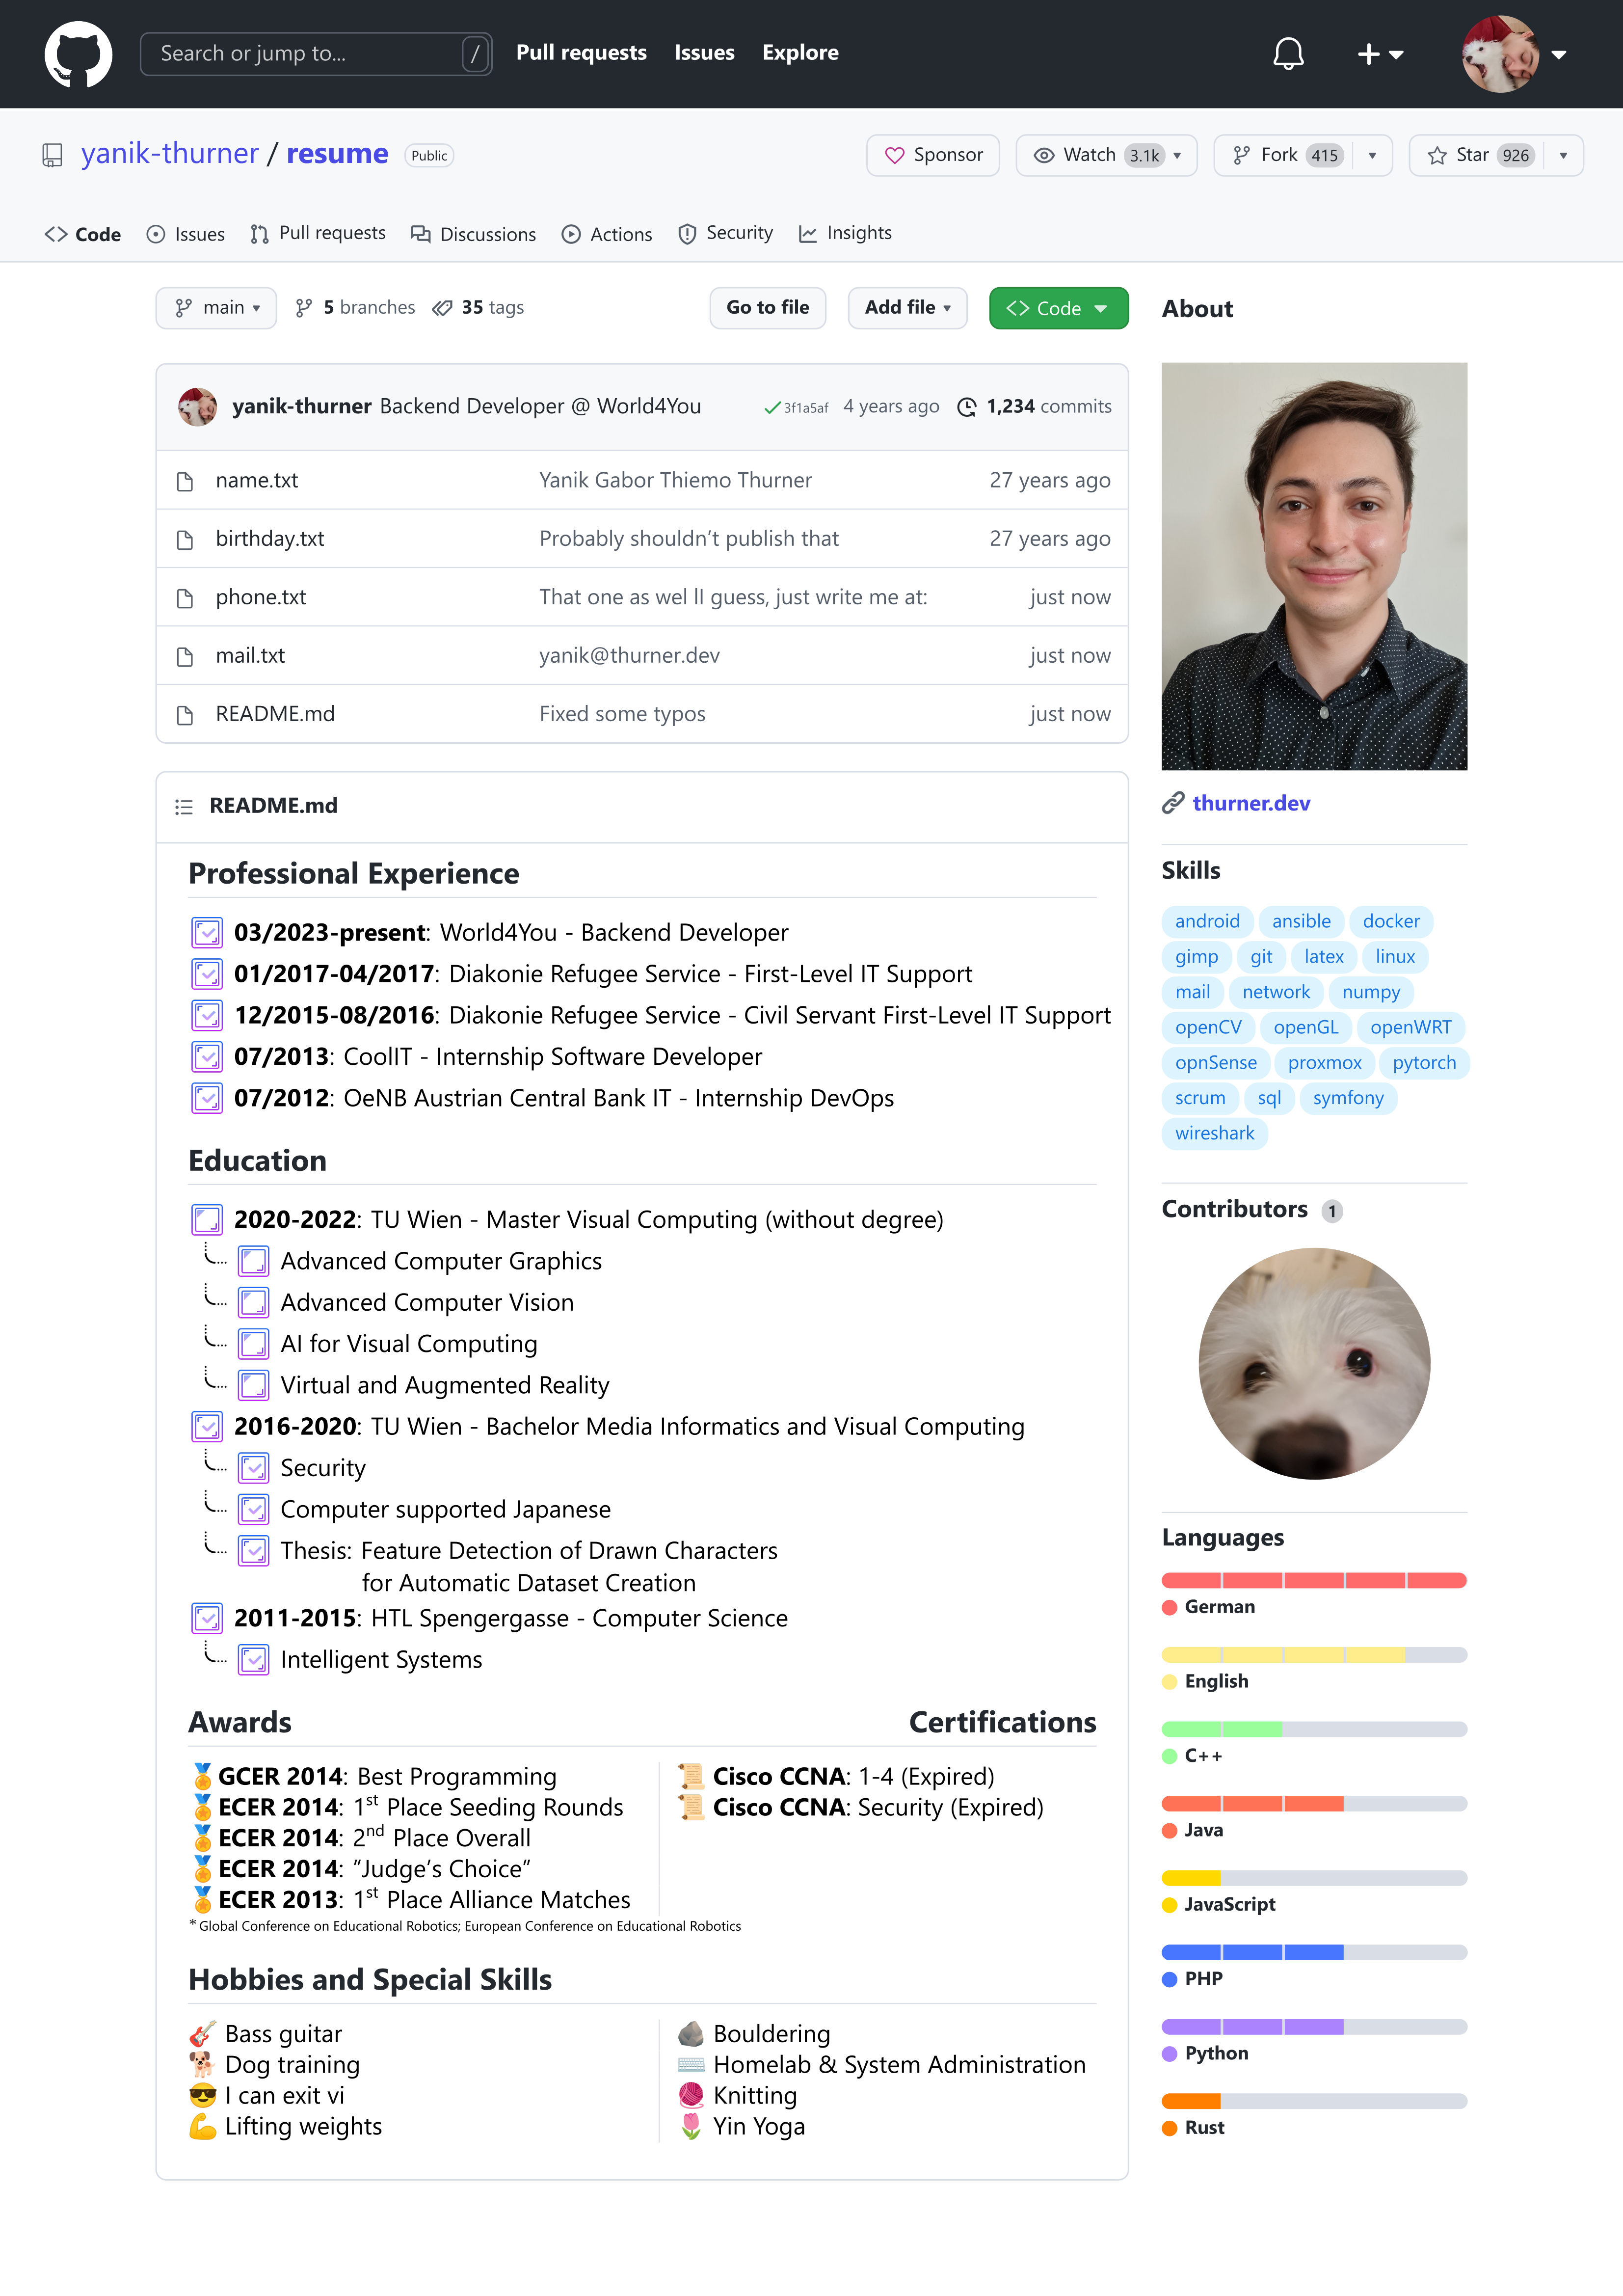 Search or jump to... /
Pull requests Issues Explore
yanik-thurner / resume Public
Sponsor Watch 3.1k Fork 415 Star 926
Code Issues Pull requests Discussions Actions Security Insights
main 5 branches 35 tags Go to file Add file Code
yanik-thurner Backend Developer @ World4You 3f1a5af 4 years ago 1,234 commits
name.txt Yanik Gabor Thiemo Thurner 27 years ago
birthday.txt Probably shouldn't publish that 27 years ago
phone.txt That one as wel ll guess, just write me at: just now
mail.txt yanik@thurner.dev just now
README.md Fixed some typos just now
README.md
Professional Experience
03/2023-present: World4You - Backend Developer
01/2017-04/2017: Diakonie Refugee Service - First-Level IT Support
12/2015-08/2016: Diakonie Refugee Service - Civil Servant First-Level IT Support
07/2013: CoolIT - Internship Software Developer
07/2012: OeNB Austrian Central Bank IT - Internship DevOps
Education
2020-2022: TU Wien - Master Visual Computing (without degree)
Advanced Computer Graphics
Advanced Computer Vision
AI for Visual Computing
Virtual and Augmented Reality
2016-2020: TU Wien - Bachelor Media Informatics and Visual Computing
Security
Computer supported Japanese
Thesis: Feature Detection of Drawn Characters
for Automatic Dataset Creation
2011-2015: HTL Spengergasse - Computer Science
Intelligent Systems
Awards
GCER 2014: Best Programming
ECER 2014: 1st Place Seeding Rounds
ECER 2014: 2nd Place Overall
ECER 2014: "Judge's Choice"
ECER 2013: 1st Place Alliance Matches
* Global Conference on Educational Robotics; European Conference on Educational Robotics
Certifications
Cisco CCNA: 1-4 (Expired)
Cisco CCNA: Security (Expired)
Hobbies and Special Skills
Bass guitar
Dog training
I can exit vi
Lifting weights
Bouldering
Homelab & System Administration
Knitting
Yin Yoga
About
thurner.dev
Skills
android ansible docker
gimp git latex linux
mail network numpy
openCV openGL openWRT
opnSense proxmox pytorch
scrum sql symfony
wireshark
Contributors 1
Languages
German
English
C++
Java
JavaScript
PHP
Python
Rust